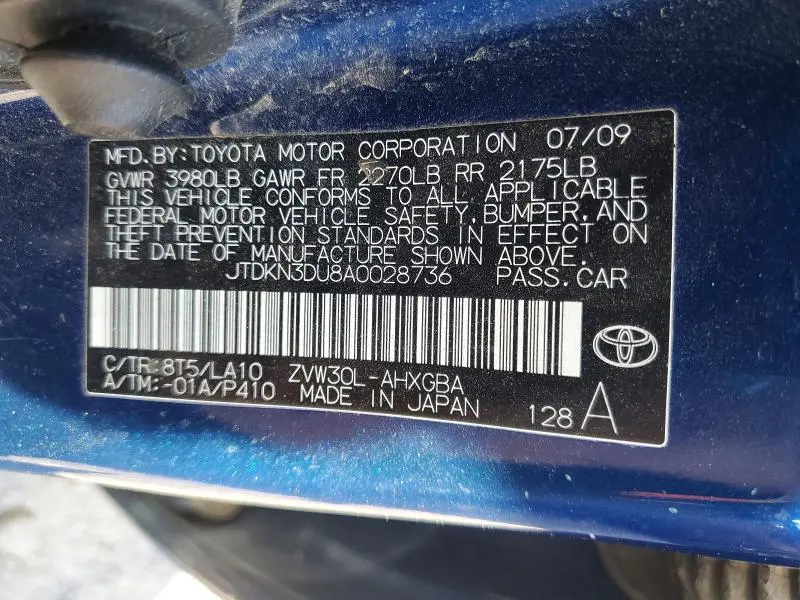 MFD.BY:TOYOTA MOTOR CORPORATION 07/09
GVWR 3980LB GAWR FR 2270LB RR 2175LB
THIS VEHICLE CONFORMS TO ALL APPLICABLE
FEDERAL MOTOR VEHICLE SAFETY,BUMPER,AND
THEFT PREVENTION STANDARDS IN EFFECT ON
THE DATE OF MANUFACTURE SHOWN ABOVE.
JTDKN3DU8A0028736 PASS.CAR
C/TR:8T5/LA10 ZVW30L-AHXGBA
A/TM:-01A/P410 MADE IN JAPAN
128 A